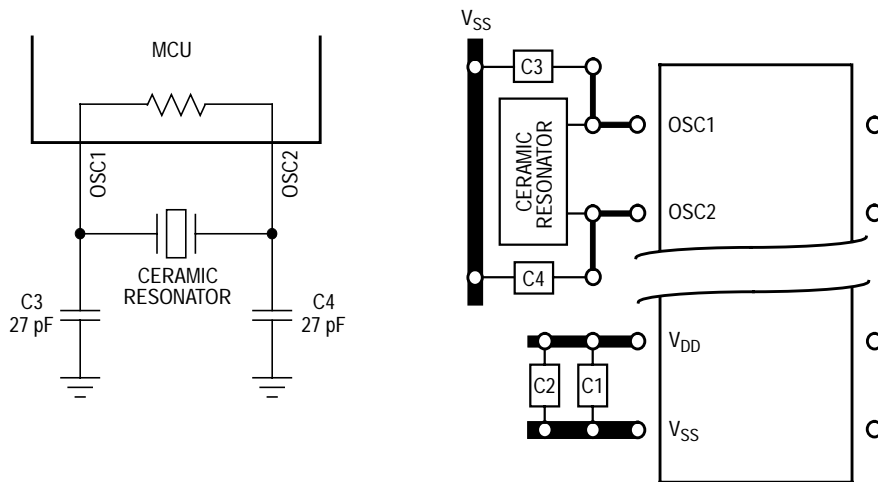 MCU
OSC1
OSC2
CERAMIC
RESONATOR
C3
27 pF
C4
27 pF
VSS
C3
CERAMIC
RESONATOR
C4
OSC1
OSC2
VDD
C2
C1
VSS